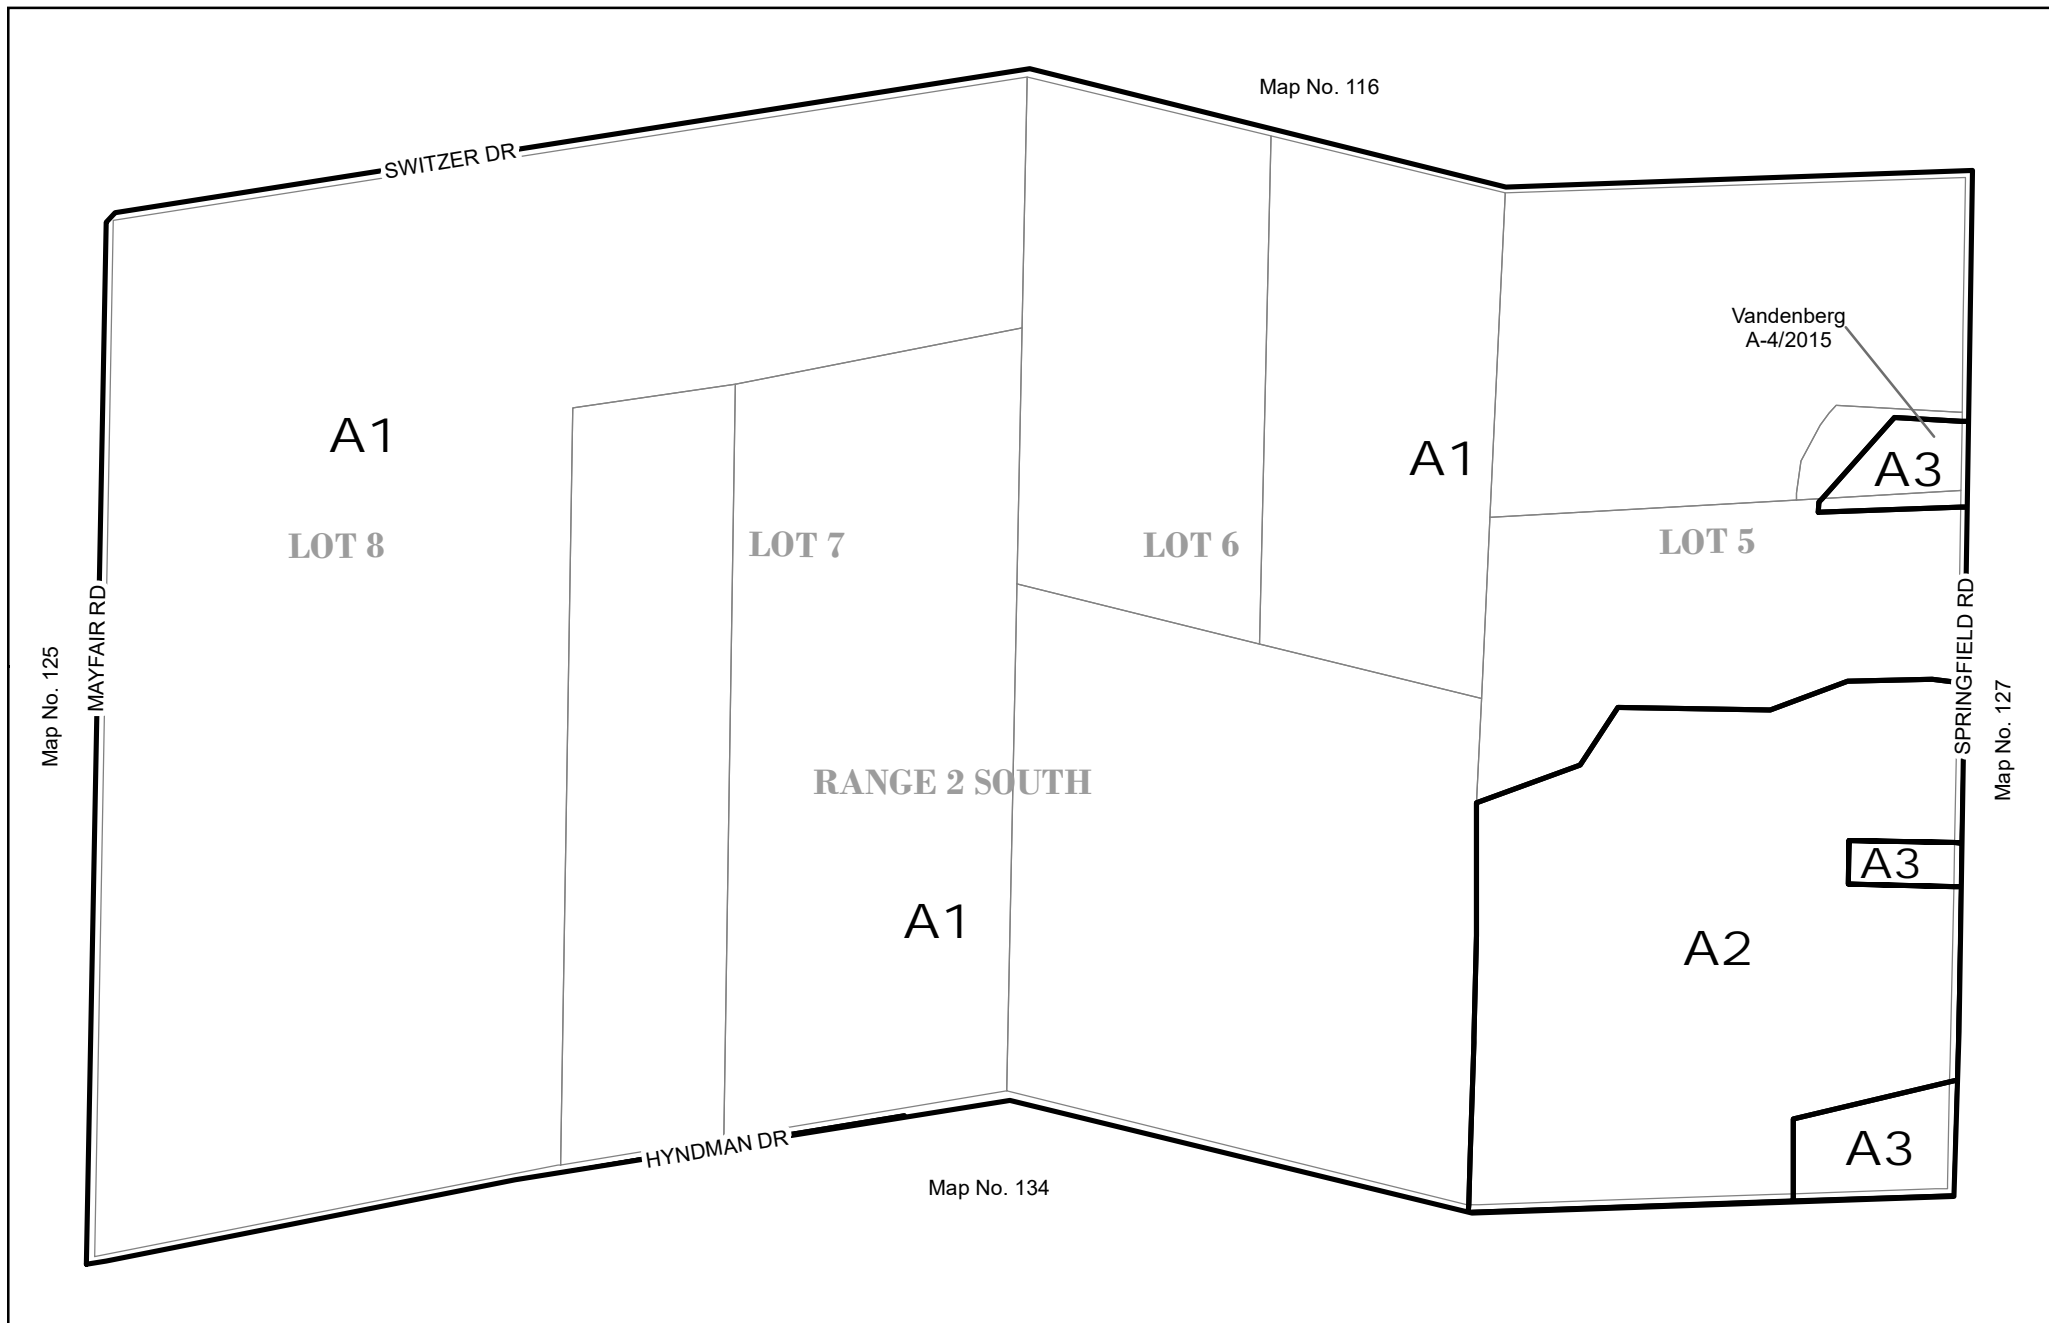 Map No. 116
SWITZER DR
Vandenberg
A-4/2015
A1
A1
A3
LOT 8
LOT 7
LOT 6
LOT 5
MAYFAIR RD
Map No. 125
SPRINGFIELD RD
Map No. 127
RANGE 2 SOUTH
A3
A1
A2
HYNDMAN DR
A3
Map No. 134